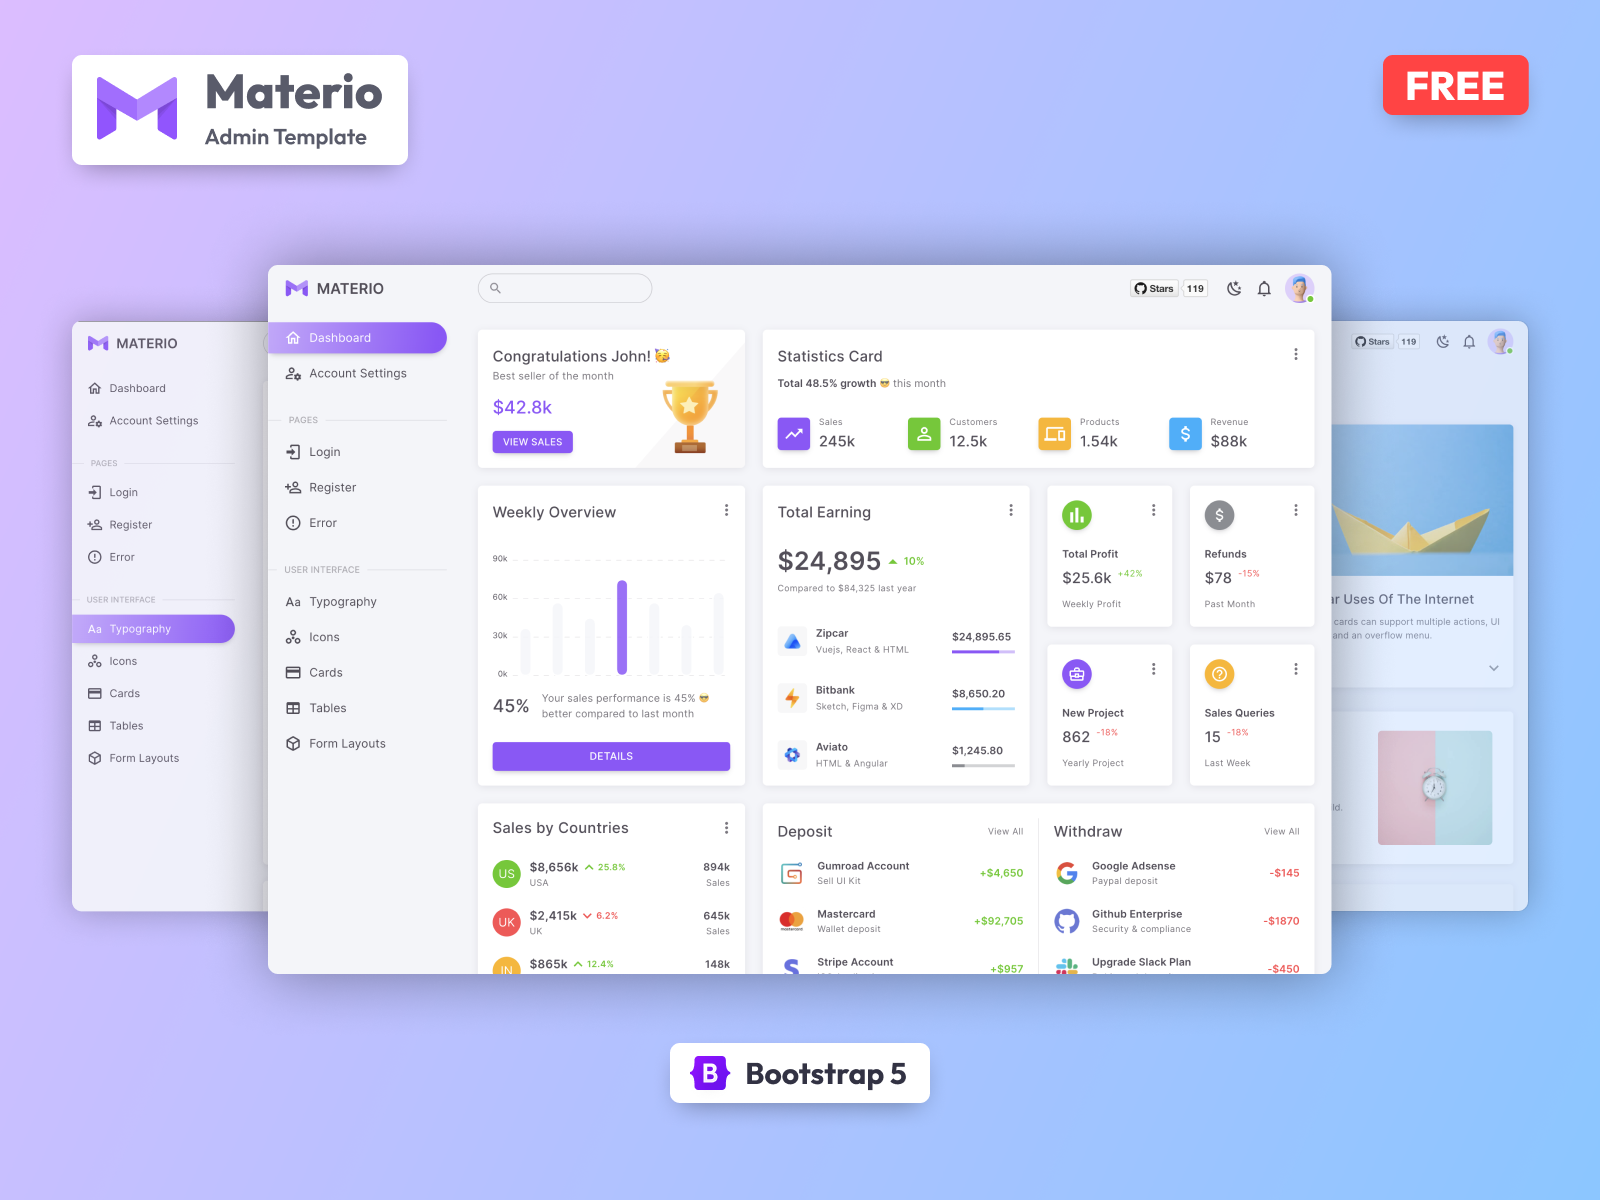 Materio
Admin Template
FREE
MATERIO
Dashboard
Account Settings
PAGES
Login
Register
Error
USER INTERFACE
Aa Typography
Icons
Cards
Tables
Form Layouts
MATERIO
Dashboard
Account Settings
PAGES
Login
Register
Error
USER INTERFACE
Aa Typography
Icons
Cards
Tables
Form Layouts
Stars 119
Congratulations John! 🥳
Best seller of the month
$42.8k
VIEW SALES
Statistics Card
Total 48.5% growth 😎 this month
Sales
245k
Customers
12.5k
Products
1.54k
Revenue
$88k
Weekly Overview
90k
60k
30k
0k
45%
Your sales performance is 45% 😎
better compared to last month
DETAILS
Total Earning
$24,895 10%
Compared to $84,325 last year
Zipcar
Vuejs, React & HTML
$24,895.65
Bitbank
Sketch, Figma & XD
$8,650.20
Aviato
HTML & Angular
$1,245.80
Total Profit
$25.6k +42%
Weekly Profit
$
Refunds
$78 -15%
Past Month
New Project
862 -18%
Yearly Project
Sales Queries
15 -18%
Last Week
Sales by Countries
US
$8,656k 25.8%
USA
894k
Sales
UK
$2,415k 6.2%
UK
645k
Sales
IN
$865k 12.4%
148k
Deposit
View All
Gumroad Account
Sell UI Kit
+$4,650
mastercard
Mastercard
Wallet deposit
+$92,705
Stripe Account
+$957
Withdraw
View All
Google Adsense
Paypal deposit
-$145
Github Enterprise
Security & compliance
-$1870
Upgrade Slack Plan
-$450
Stars 119
Uses Of The Internet
cards can support multiple actions, UI
and an overflow menu.
B Bootstrap 5